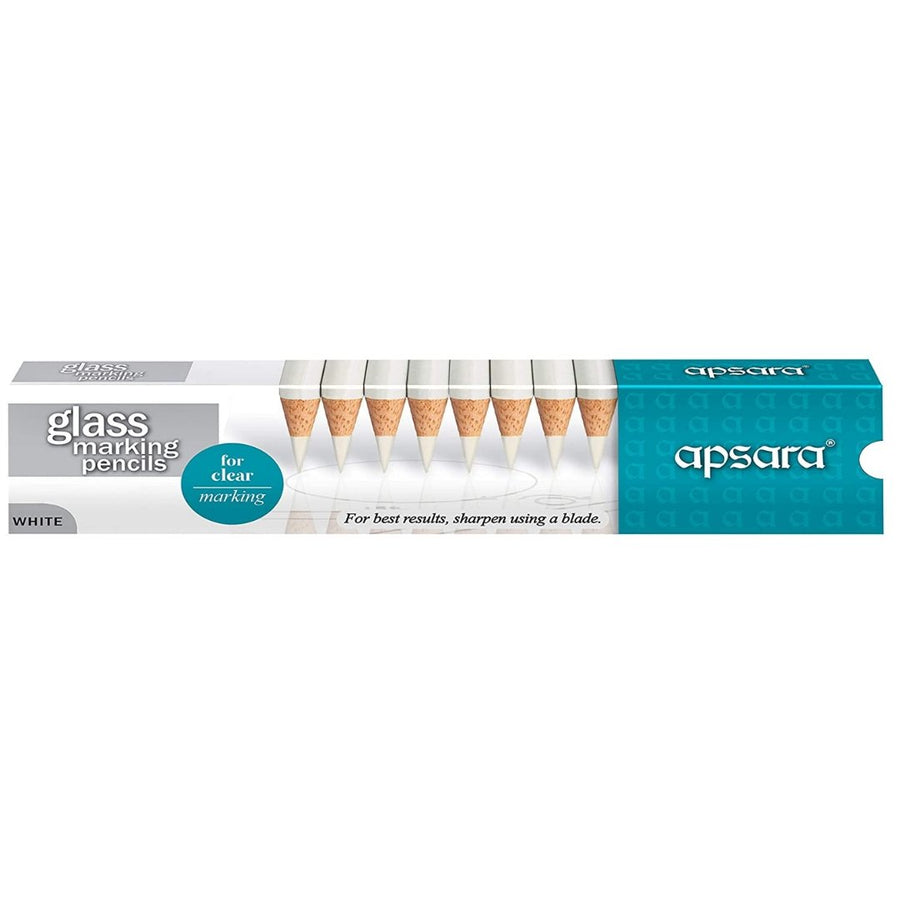 glass
marking
pencils
apsara
glass
marking
pencils
for
clear
marking
WHITE
For best results, sharpen using a blade.
apsara®